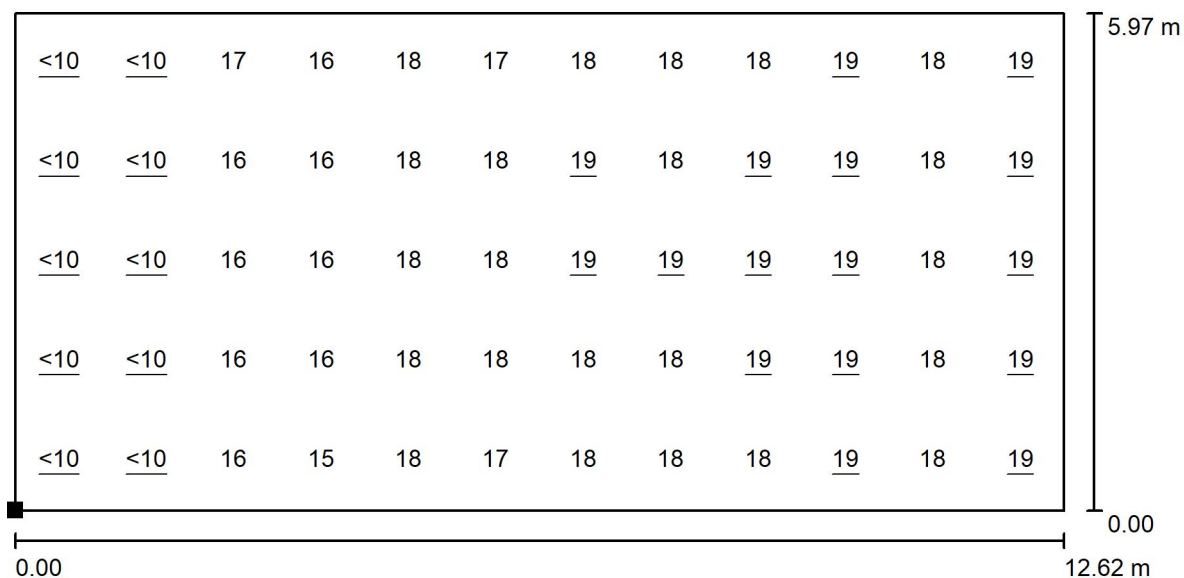 5.97 m
<10 <10 17 16 18 17 18 18 18 19 18 19
<10 <10 16 16 18 18 19 18 19 19 18 19
<10 <10 16 16 18 18 19 19 19 19 18 19
<10 <10 16 16 18 18 18 18 19 19 18 19
<10 <10 16 15 18 17 18 18 18 19 18 19
0.00
0.00 12.62 m